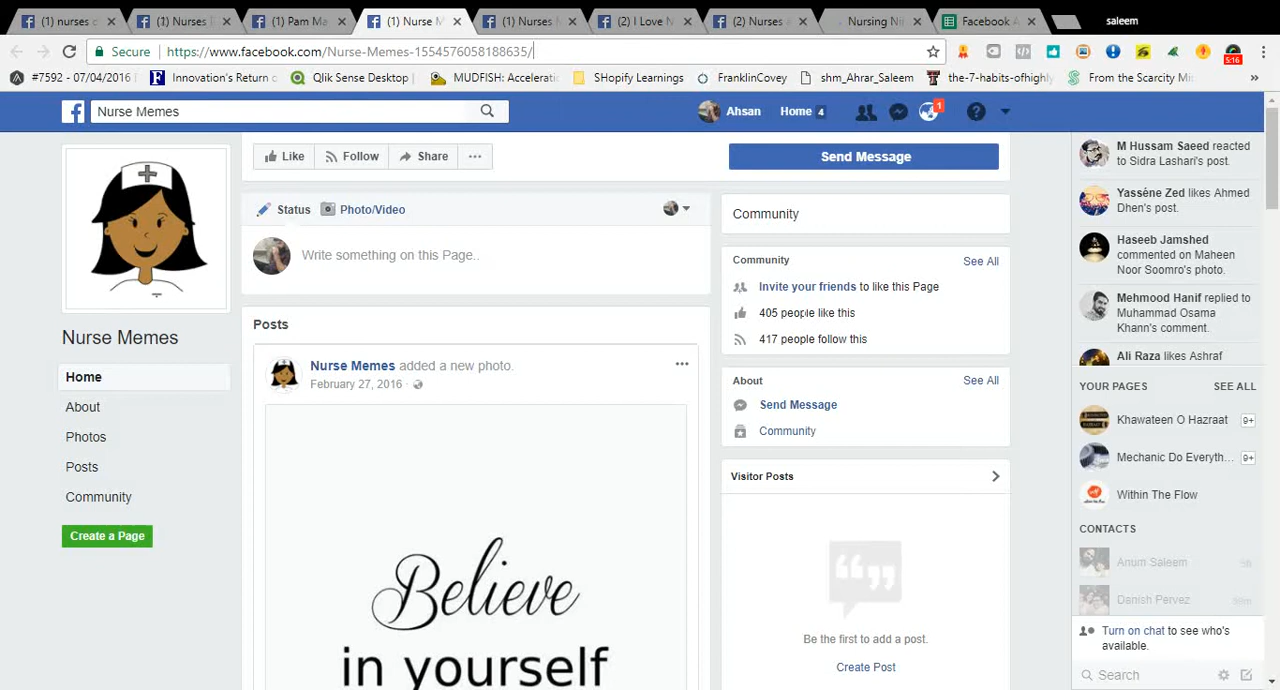 (1) nurses c
(1) Nurses
(1) Pam Ma
(1) Nurse M
(1) Nurses
(2) I Love N
(2) Nurses
Nursing Ni
Facebook A
saleem
Secure https://www.facebook.com/Nurse-Memes-1554576058188635/
5:16
#7592 - 07/04/2016
Innovation's Return
Qlik Sense Desktop
MUDFISH: Accelerati
SHopify Learnings
FranklinCovey
shm_Ahrar_Saleem
the-7-habits-ofhighly
From the Scarcity Mi
»
Nurse Memes
Ahsan
Home 4
1
Like
Follow
Share
Send Message
Nurse Memes
Home
About
Photos
Posts
Community
Create a Page
Status
Photo/Video
Write something on this Page..
Posts
Nurse Memes added a new photo.
February 27, 2016
Believe
in yourself
Community
Community
See All
Invite your friends to like this Page
405 people like this
417 people follow this
About
See All
Send Message
Community
Visitor Posts
Be the first to add a post.
Create Post
M Hussam Saeed reacted
to Sidra Lashari's post.
Yasséne Zed likes Ahmed
Dhen's post.
Haseeb Jamshed
commented on Maheen
Noor Soomro's photo.
Mehmood Hanif replied to
Muhammad Osama
Khann's comment.
Ali Raza likes Ashraf
YOUR PAGES
SEE ALL
Khawateen O Hazraat 9+
Mechanic Do Everyth... 9+
Within The Flow
CONTACTS
Anum Saleem
Danish Pervez
Turn on chat to see who's
available.
Search